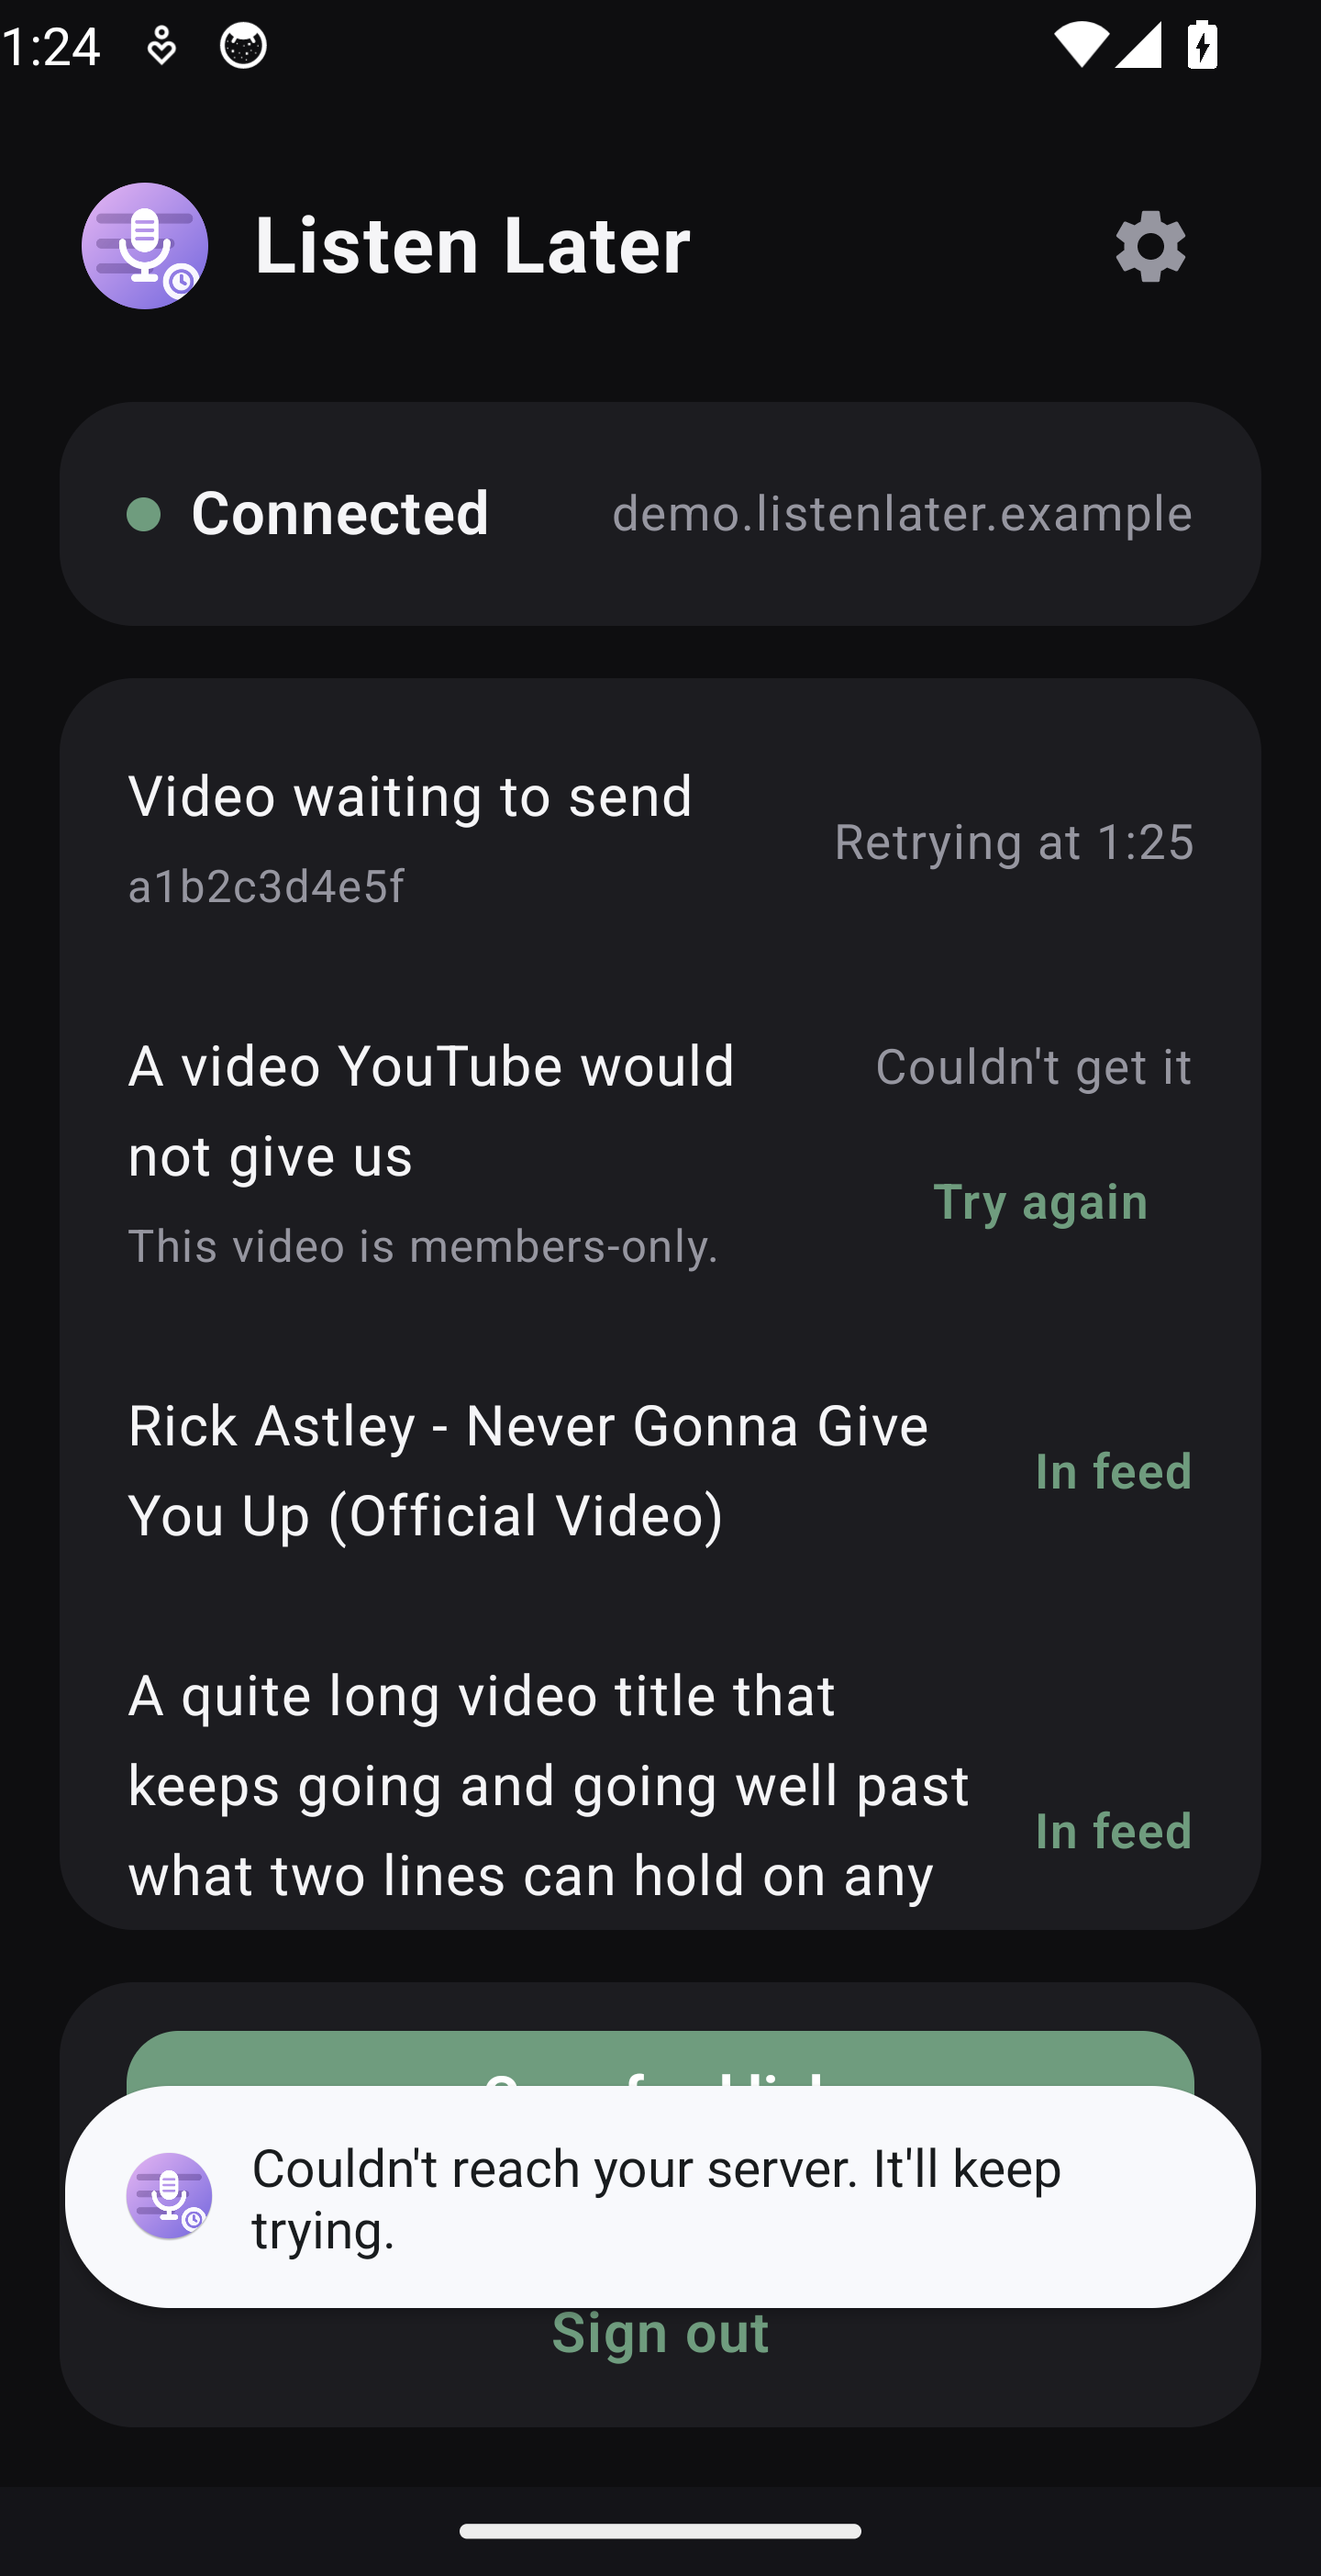 1:24
Listen Later
Connected
demo.listenlater.example
Video waiting to send
a1b2c3d4e5f
Retrying at 1:25
A video YouTube would
not give us
This video is members-only.
Couldn't get it
Try again
Rick Astley - Never Gonna Give
You Up (Official Video)
In feed
A quite long video title that
keeps going and going well past
what two lines can hold on any
In feed
Couldn't reach your server. It'll keep
trying.
Sign out